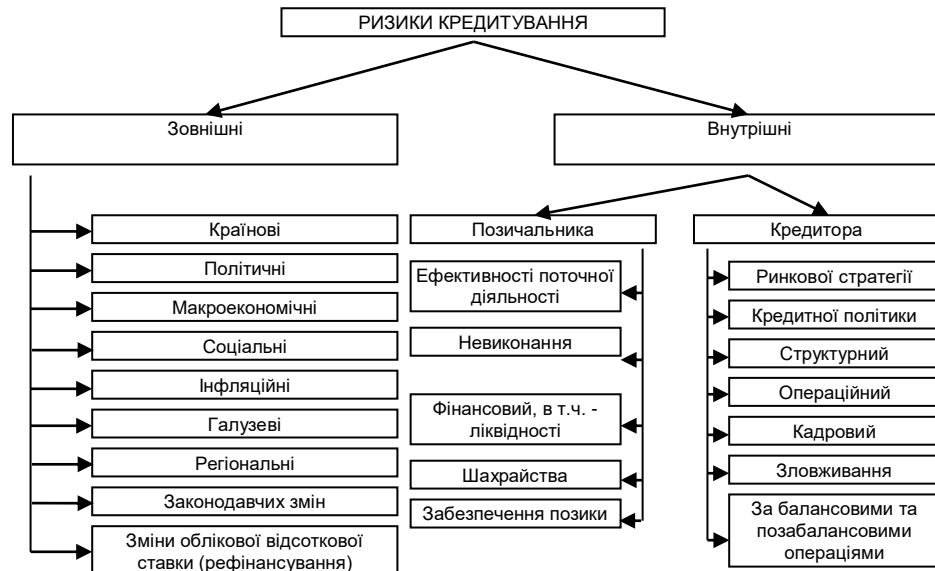 РИЗИКИ КРЕДИТУВАННЯ
Зовнішні
Внутрішні
Країнові
Політичні
Макроекономічні
Соціальні
Інфляційні
Галузеві
Регіональні
Законодавчих змін
Зміни облікової відсоткової
ставки (рефінансування)
Позичальника
Ефективності поточної
діяльності
Невиконання
Фінансовий, в т.ч. -
ліквідності
Шахрайства
Забезпечення позики
Кредитора
Ринкової стратегії
Кредитної політики
Структурний
Операційний
Кадровий
Зловживання
За балансовими та
позабалансовими
операціями